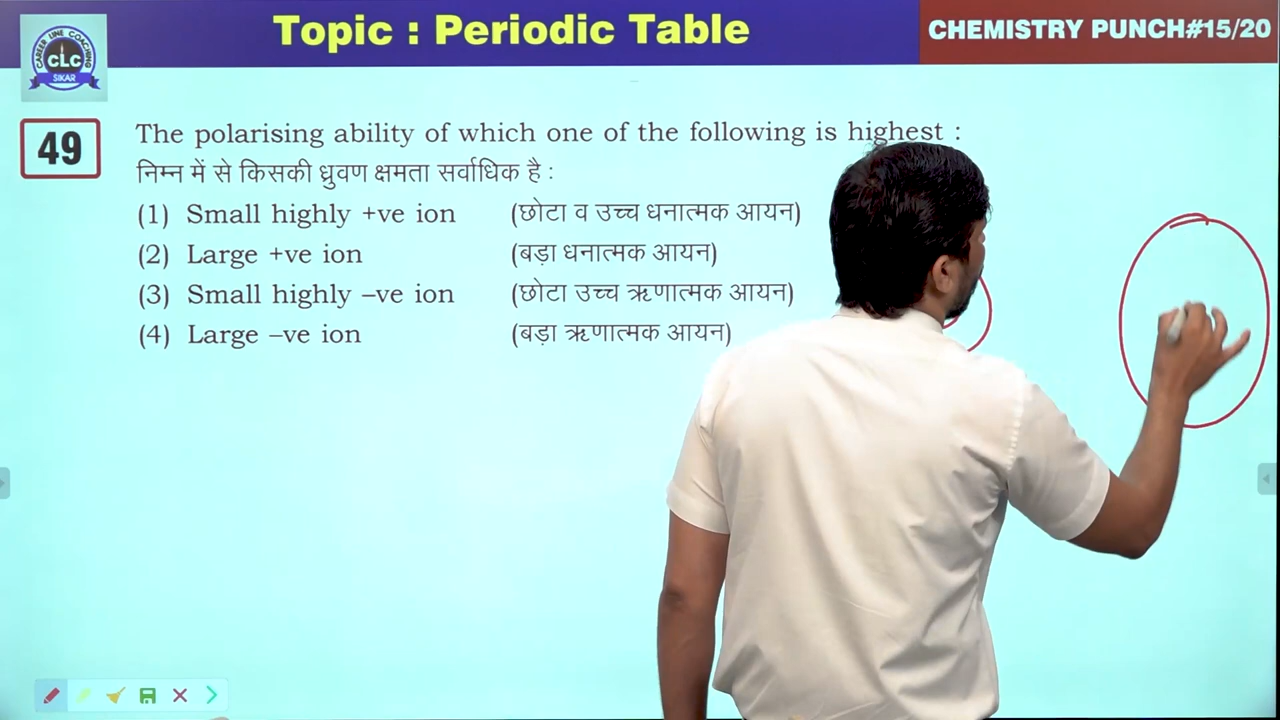 Topic : Periodic Table
CHEMISTRY PUNCH#15/20
CAREER LINE COACHING
CLC
SIKAR
49
The polarising ability of which one of the following is highest :
निम्न में से किसकी ध्रुवण क्षमता सर्वाधिक है :
(1) Small highly +ve ion (छोटा व उच्च धनात्मक आयन)
(2) Large +ve ion (बड़ा धनात्मक आयन)
(3) Small highly –ve ion (छोटा उच्च ऋणात्मक आयन)
(4) Large –ve ion (बड़ा ऋणात्मक आयन)